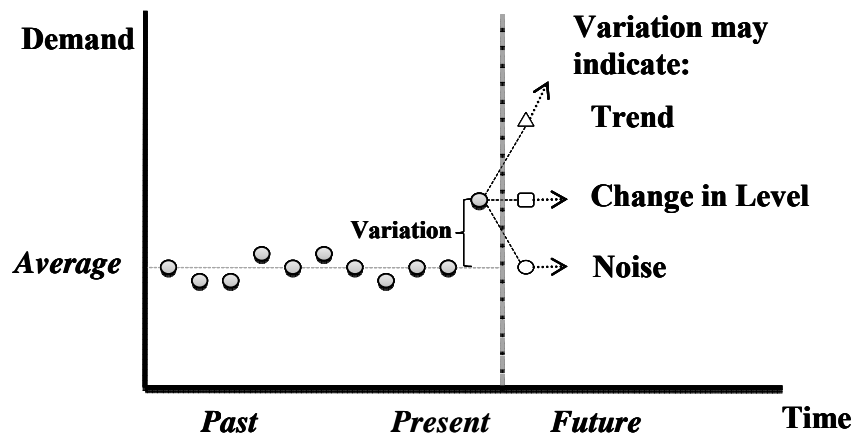 Demand
Variation may
indicate:
Trend
Change in Level
Variation
Average
Noise
Past
Present
Future
Time